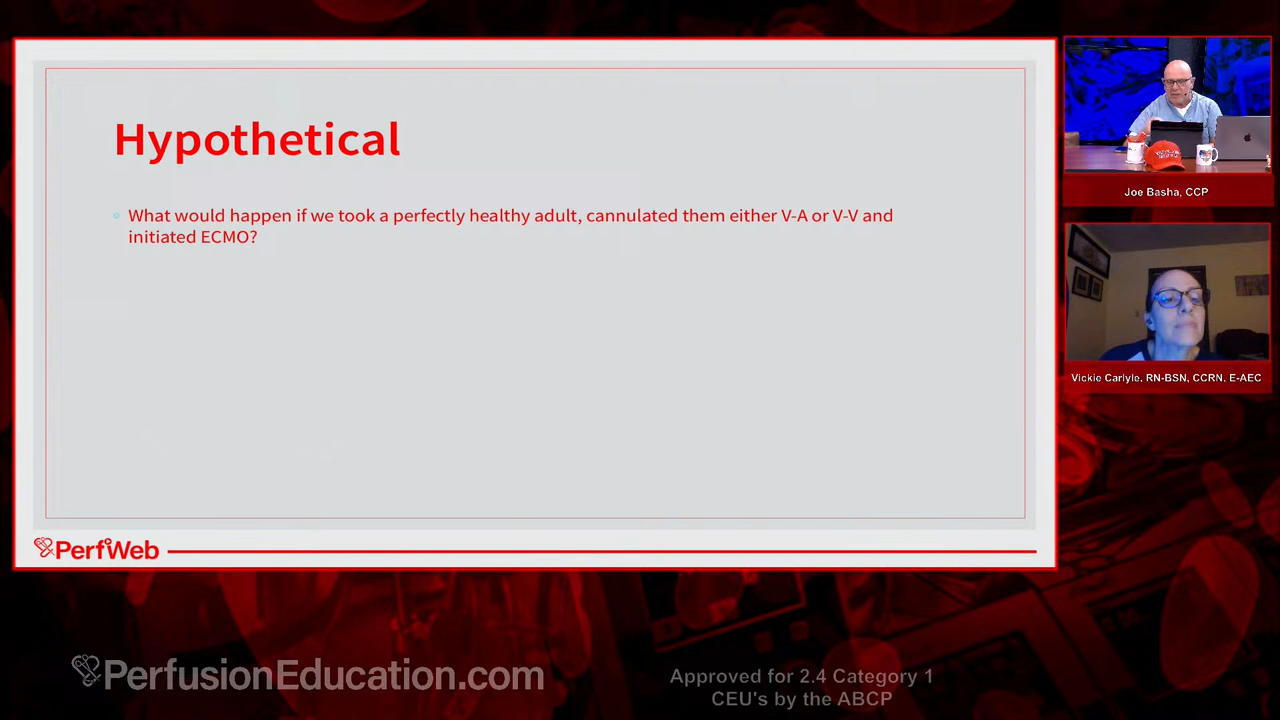 Hypothetical
What would happen if we took a perfectly healthy adult, cannulated them either V-A or V-V and
initiated ECMO?
PerfWeb
Joe Basha, CCP
Vickie Carlyle, RN-BSN, CCRN, E-AEC
PerfusionEducation.com
Approved for 2.4 Category 1
CEU's by the ABCP